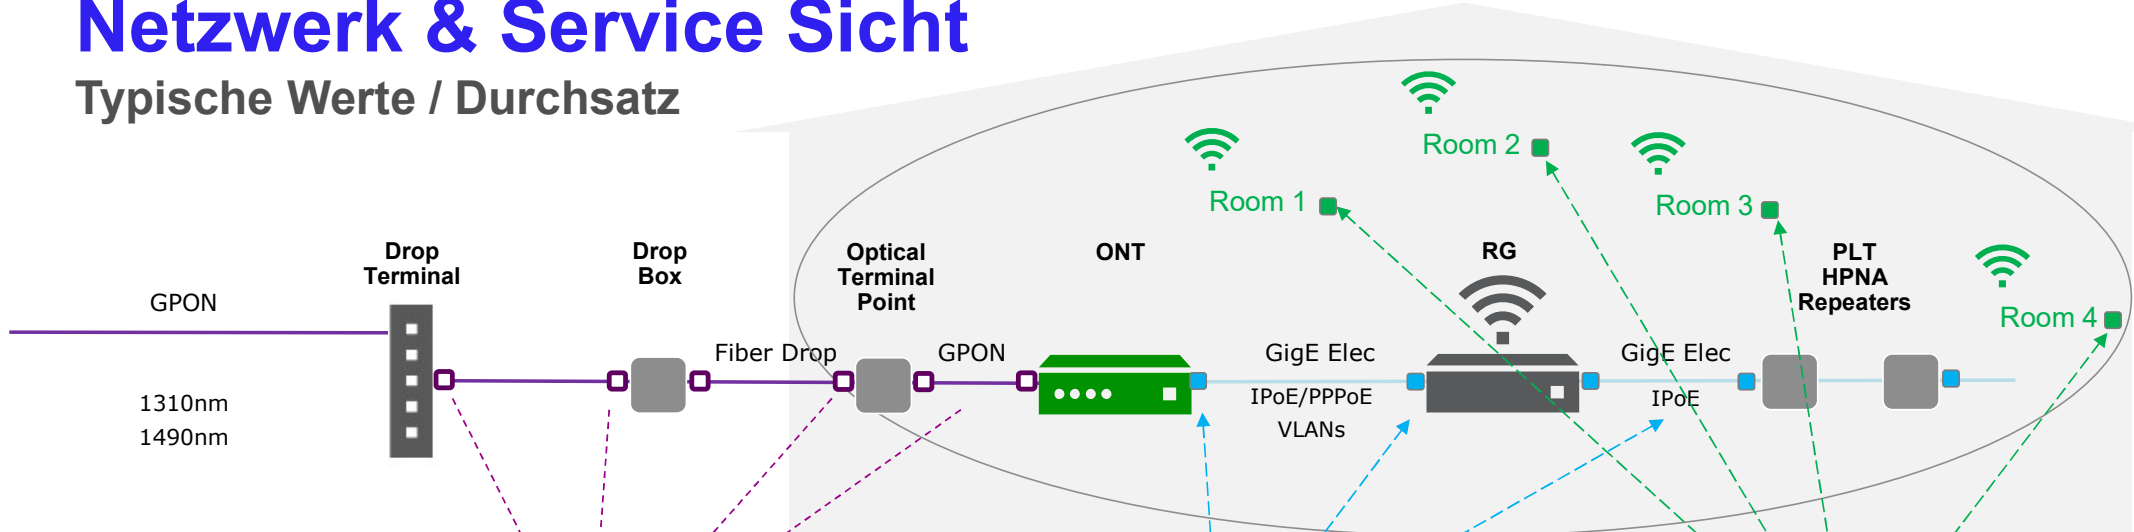 Netzwerk & Service Sicht
Typische Werte / Durchsatz
Room 1
Room 2
Room 3
Room 4
Drop
Terminal
Drop
Box
Optical
Terminal
Point
ONT
RG
PLT
HPNA
Repeaters
GPON
1310nm
1490nm
Fiber Drop
GPON
GigE Elec
IPoE/PPPoE
VLANs
GigE Elec
IPoE